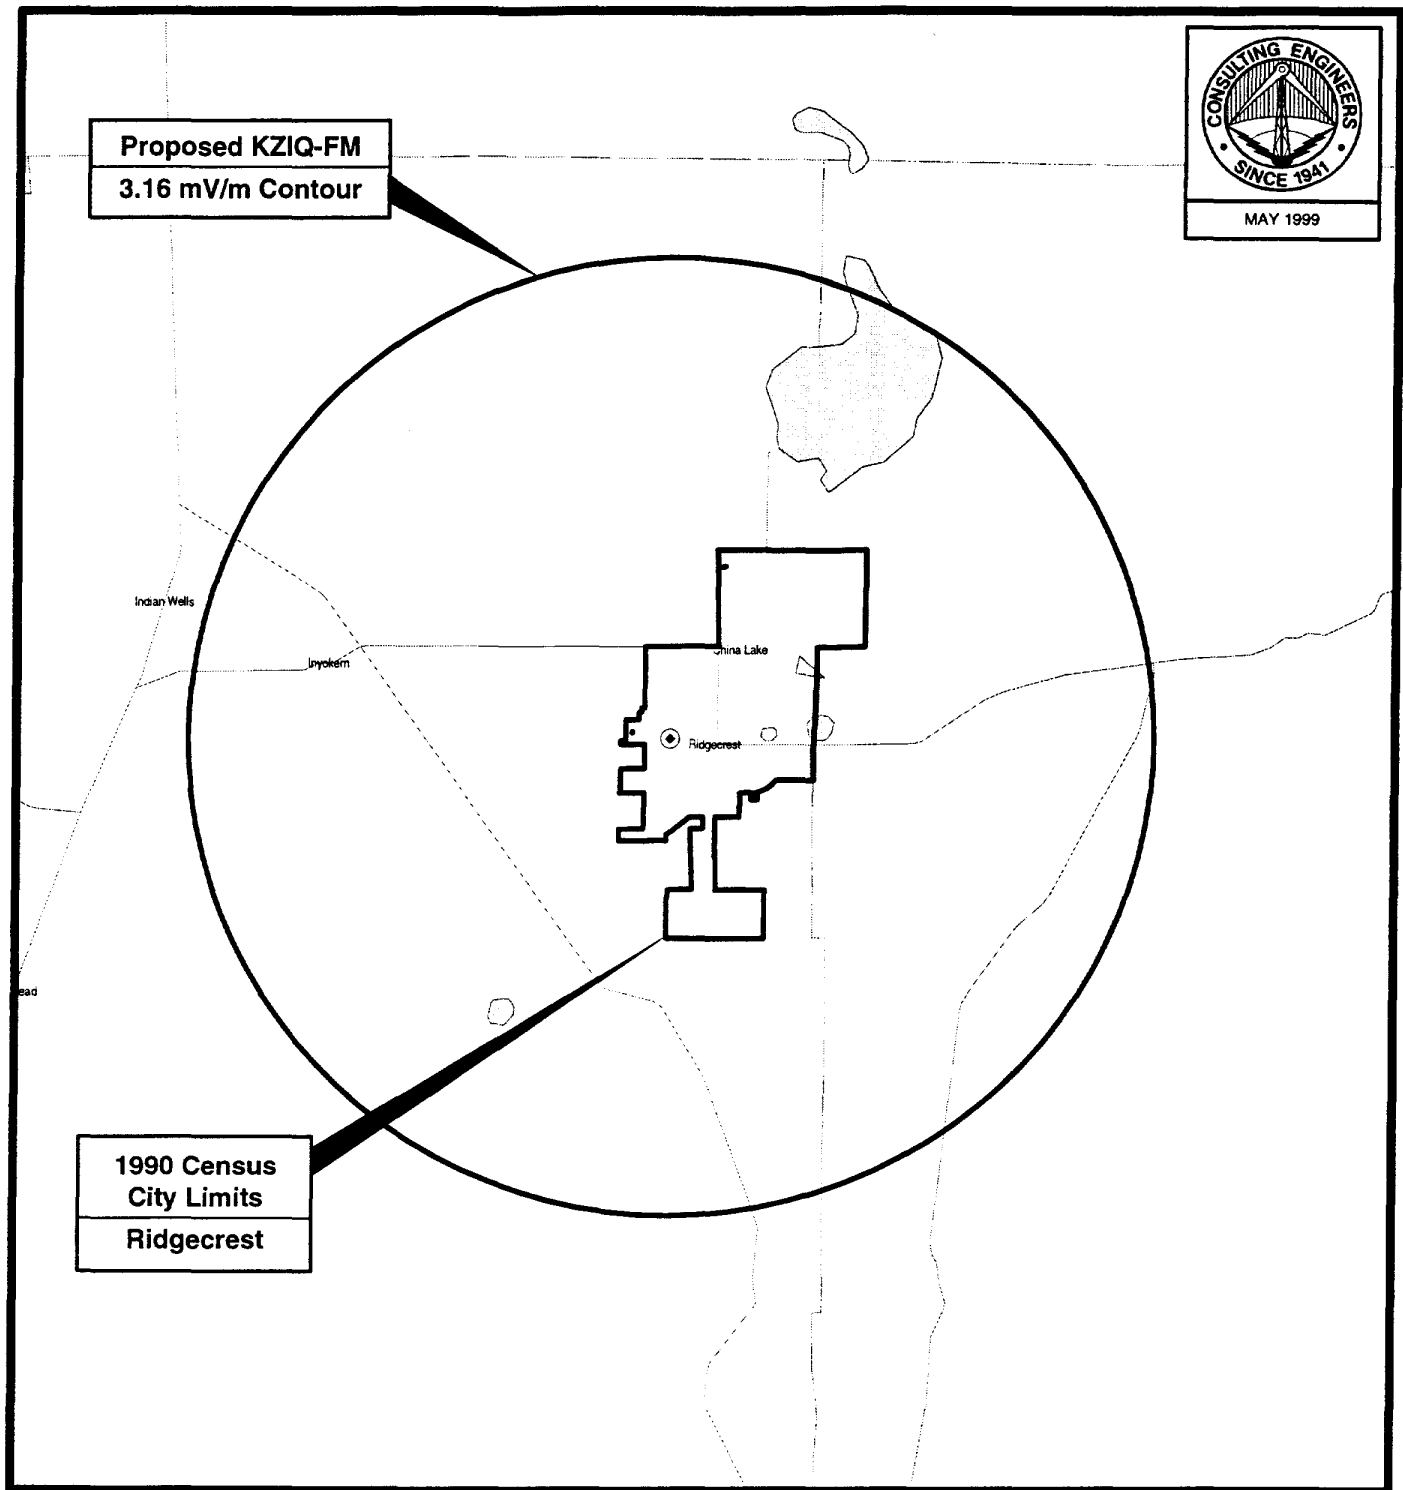 CONSULTING ENGINEERS
• SINCE 1941 •
MAY 1999
Proposed KZIQ-FM
3.16 mV/m Contour
Indian Wells
Inyokern
China Lake
Ridgecrest
ead
1990 Census
City Limits
Ridgecrest